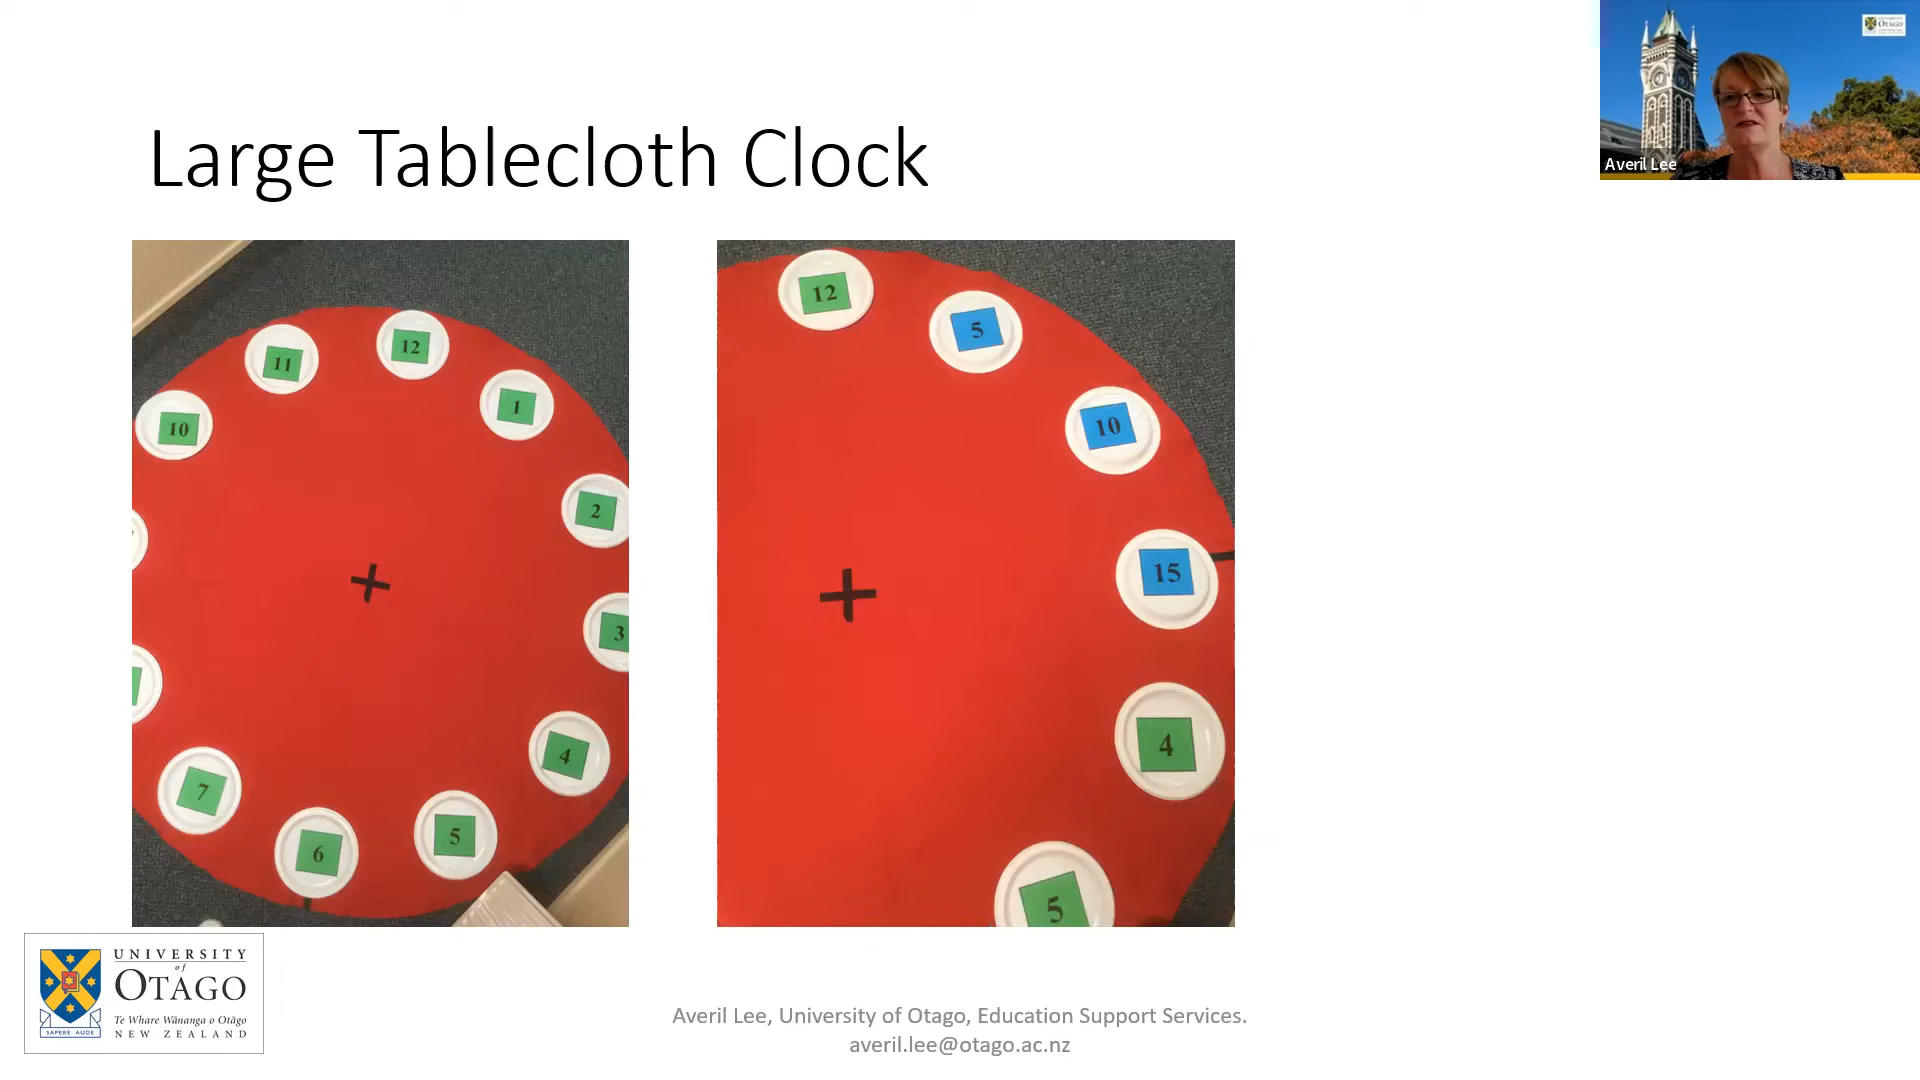 Large Tablecloth Clock
OTAGO
Averil Lee
11
12
1
10
2
3
4
7
6
5
12
5
10
15
4
5
UNIVERSITY
of
OTAGO
Te Whare Wānanga o Otāgo
NEW ZEALAND
SAPERE AUDE
Averil Lee, University of Otago, Education Support Services.
averil.lee@otago.ac.nz